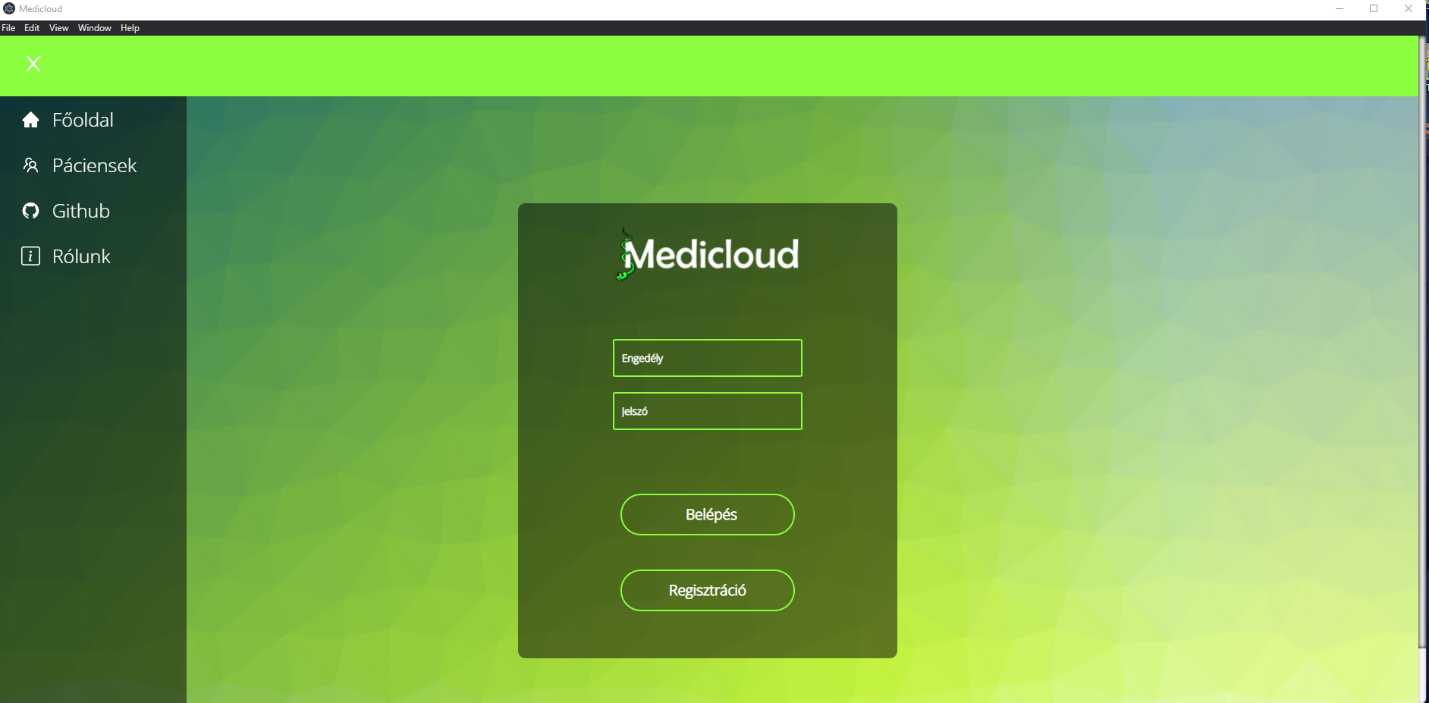 Medicloud
File Edit View Window Help
Főoldal
Páciensek
Github
Rólunk
Medicloud
Engedély
Jelszó
Belépés
Regisztráció